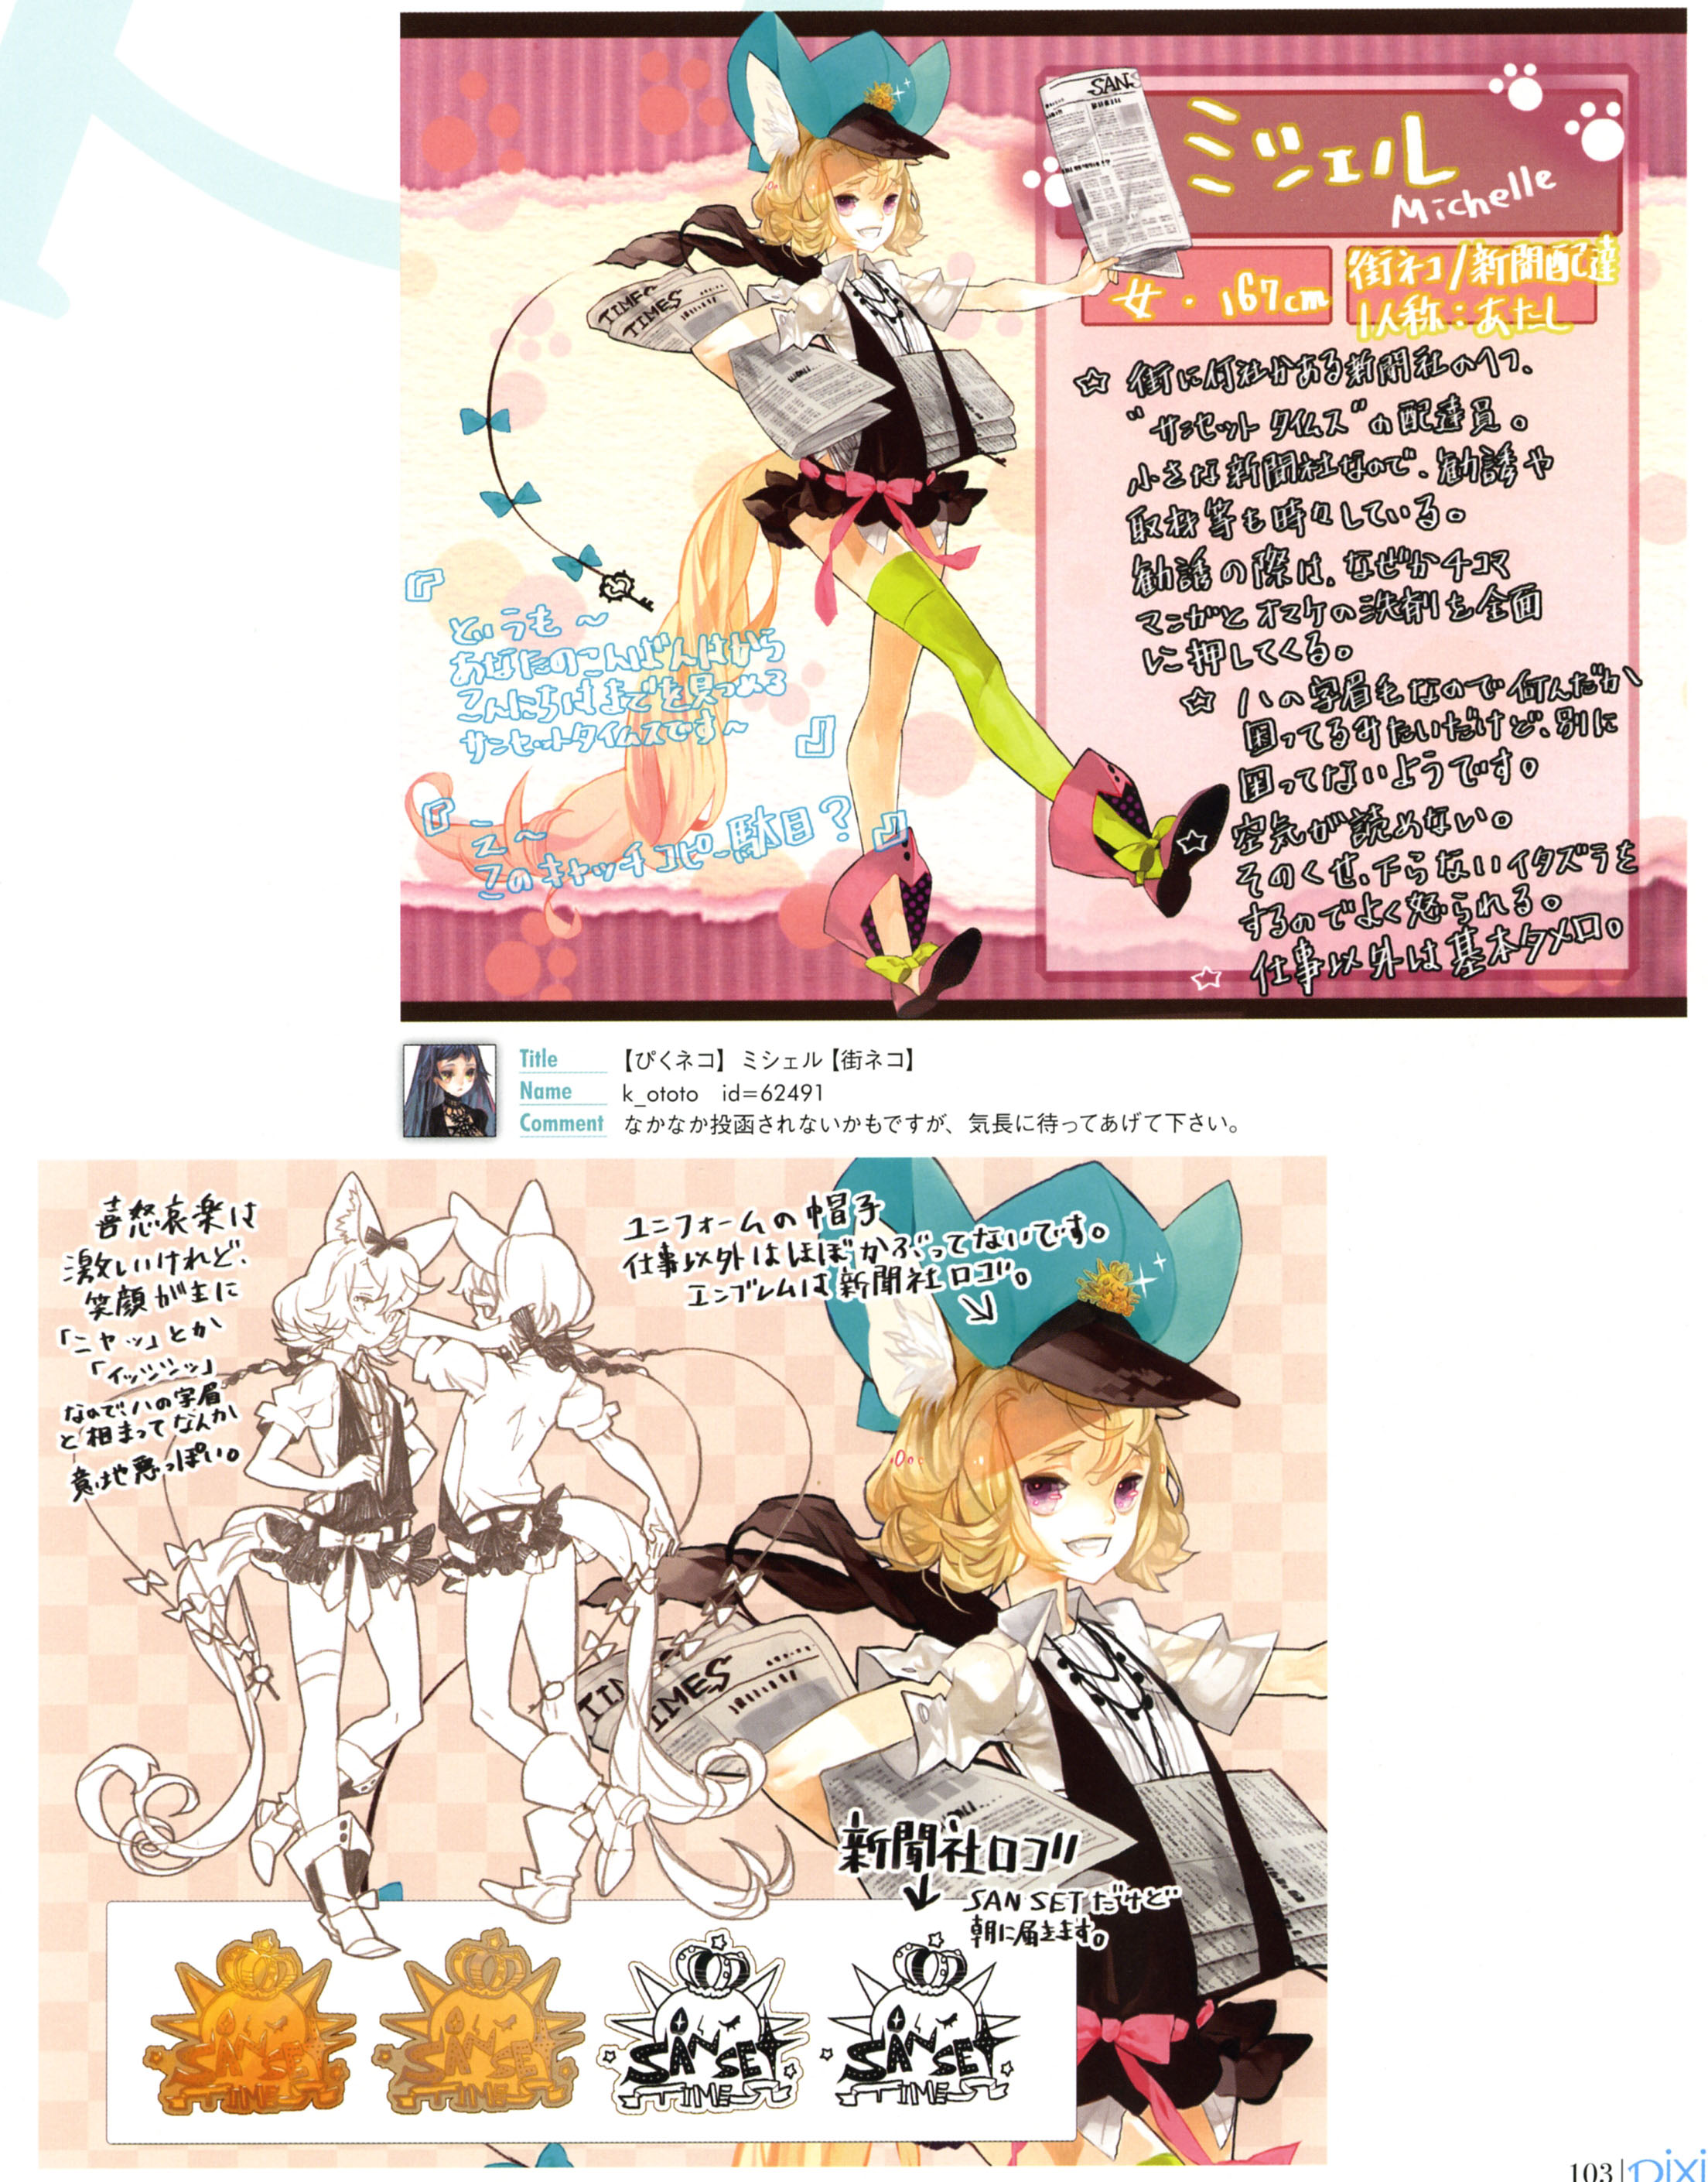 SANS
ミシェル
Michelle
女・167cm
街ネコ/新聞配達
1人称:あたし
TIMES
TIMES
☆ 街に何社かある新聞社の1つ、
"サンセットタイムス"の配達員。
小さな新聞社なので、勧誘や
取材等も時々している。
勧誘の際は、なぜか4コマ
マンガとオマケの洗剤を全面
に押してくる。
☆ ハの字眉毛なので何んだか
困ってるみたいだけど、別に
困ってないようです。
空気が読めない。
そのくせ、下らないイタズラを
するのでよく怒られる。
仕事以外は基本タメ口。
『どぅうも~
あなたのこんばんはから
こんにちはまでを見つめる
サンセットタイムスです~』
『え~
このキャッチコピー駄目?』
Title 【ぴくネコ】ミシェル【街ネコ】
Name k_ototo id=62491
Comment なかなか投函されないかもですが、気長に待ってあげて下さい。
喜怒哀楽は
激しいけれど、
笑顔が主に
「ニヤッ」とか
「イッシシッ」
なので、ハの字眉
と相まってなんか
意地悪っぽい。
ユニフォームの帽子
仕事以外はほぼかぶってないです。
エンブレムは新聞社ロゴ。
TIMES
新聞社ロゴ
SAN SETだけど
朝に届きます。
SAN SET
TIMES
SAN SET
TIMES
SAN SET
TIMES
SAN SET
TIMES
103
pixi